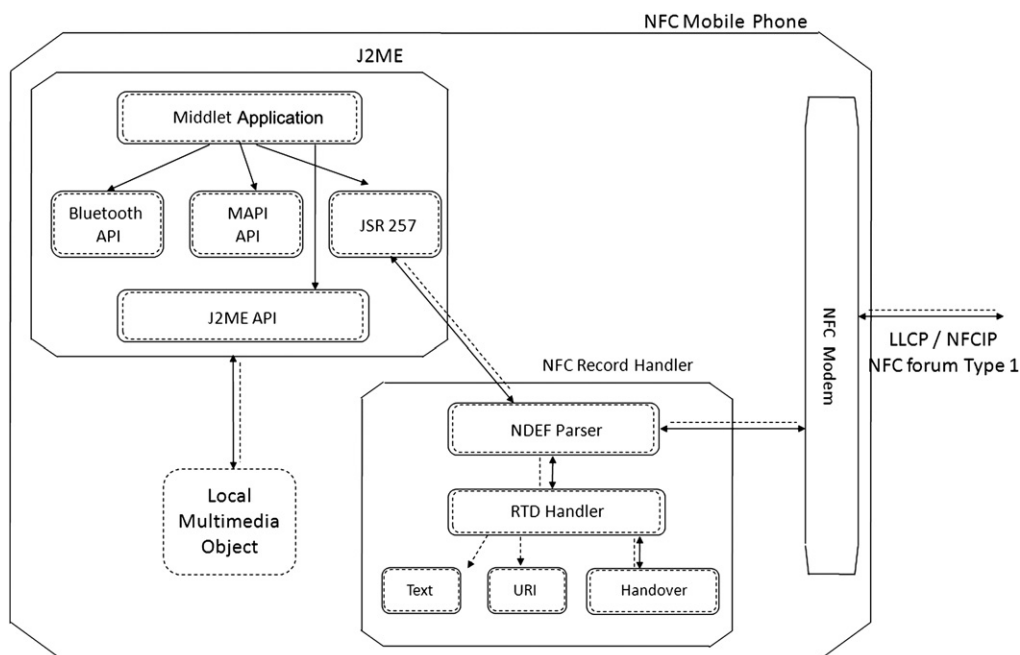 NFC Mobile Phone
J2ME
Middlet Application
Bluetooth
API
MAPI
API
JSR 257
J2ME API
NFC Modem
LLCP / NFCIP
NFC forum Type 1
NFC Record Handler
NDEF Parser
Local
Multimedia
Object
RTD Handler
Text
URI
Handover